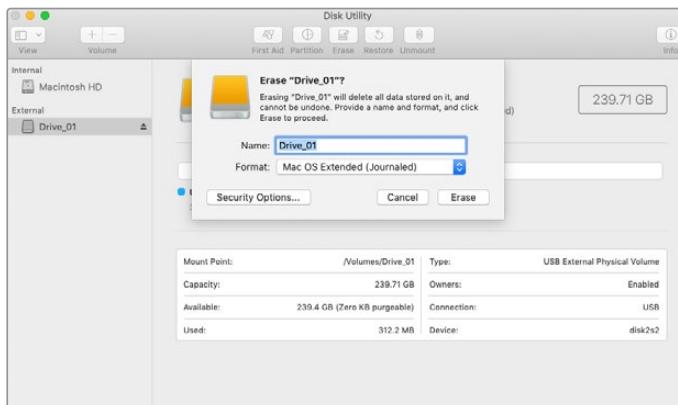 Disk Utility
View
Volume
First Aid Partition Erase Restore Unmount
Info
Internal
Macintosh HD
External
Drive_01
Erase "Drive_01"?
Erasing "Drive_01" will delete all data stored on it, and
cannot be undone. Provide a name and format, and click
Erase to proceed.
Name: Drive_01
Format: Mac OS Extended (Journaled)
Security Options... Cancel Erase
239.71 GB
Mount Point: /Volumes/Drive_01 Type: USB External Physical Volume
Capacity: 239.71 GB Owners: Enabled
Available: 239.4 GB (Zero KB purgeable) Connection: USB
Used: 312.2 MB Device: disk2s2